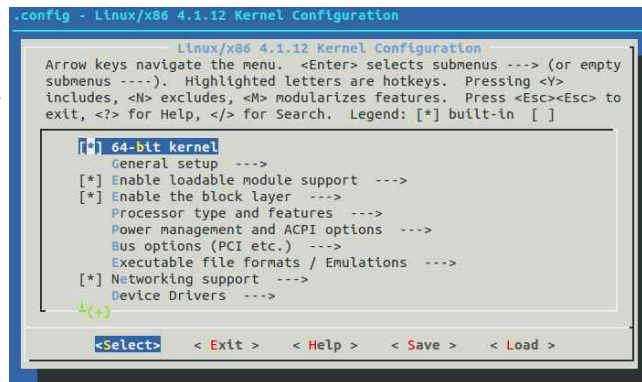 .config - Linux/x86 4.1.12 Kernel Configuration
Linux/x86 4.1.12 Kernel Configuration
Arrow keys navigate the menu.  <Enter> selects submenus ---> (or empty
submenus ----).  Highlighted letters are hotkeys.  Pressing <Y>
includes, <N> excludes, <M> modularizes features.  Press <Esc><Esc> to
exit, <?> for Help, </> for Search.  Legend: [*] built-in  [ ]
[*] 64-bit kernel
General setup  --->
[*] Enable loadable module support  --->
[*] Enable the block layer  --->
Processor type and features  --->
Power management and ACPI options  --->
Bus options (PCI etc.)  --->
Executable file formats / Emulations  --->
[*] Networking support  --->
Device Drivers  --->
┴(+)
<Select>    < Exit >    < Help >    < Save >    < Load >